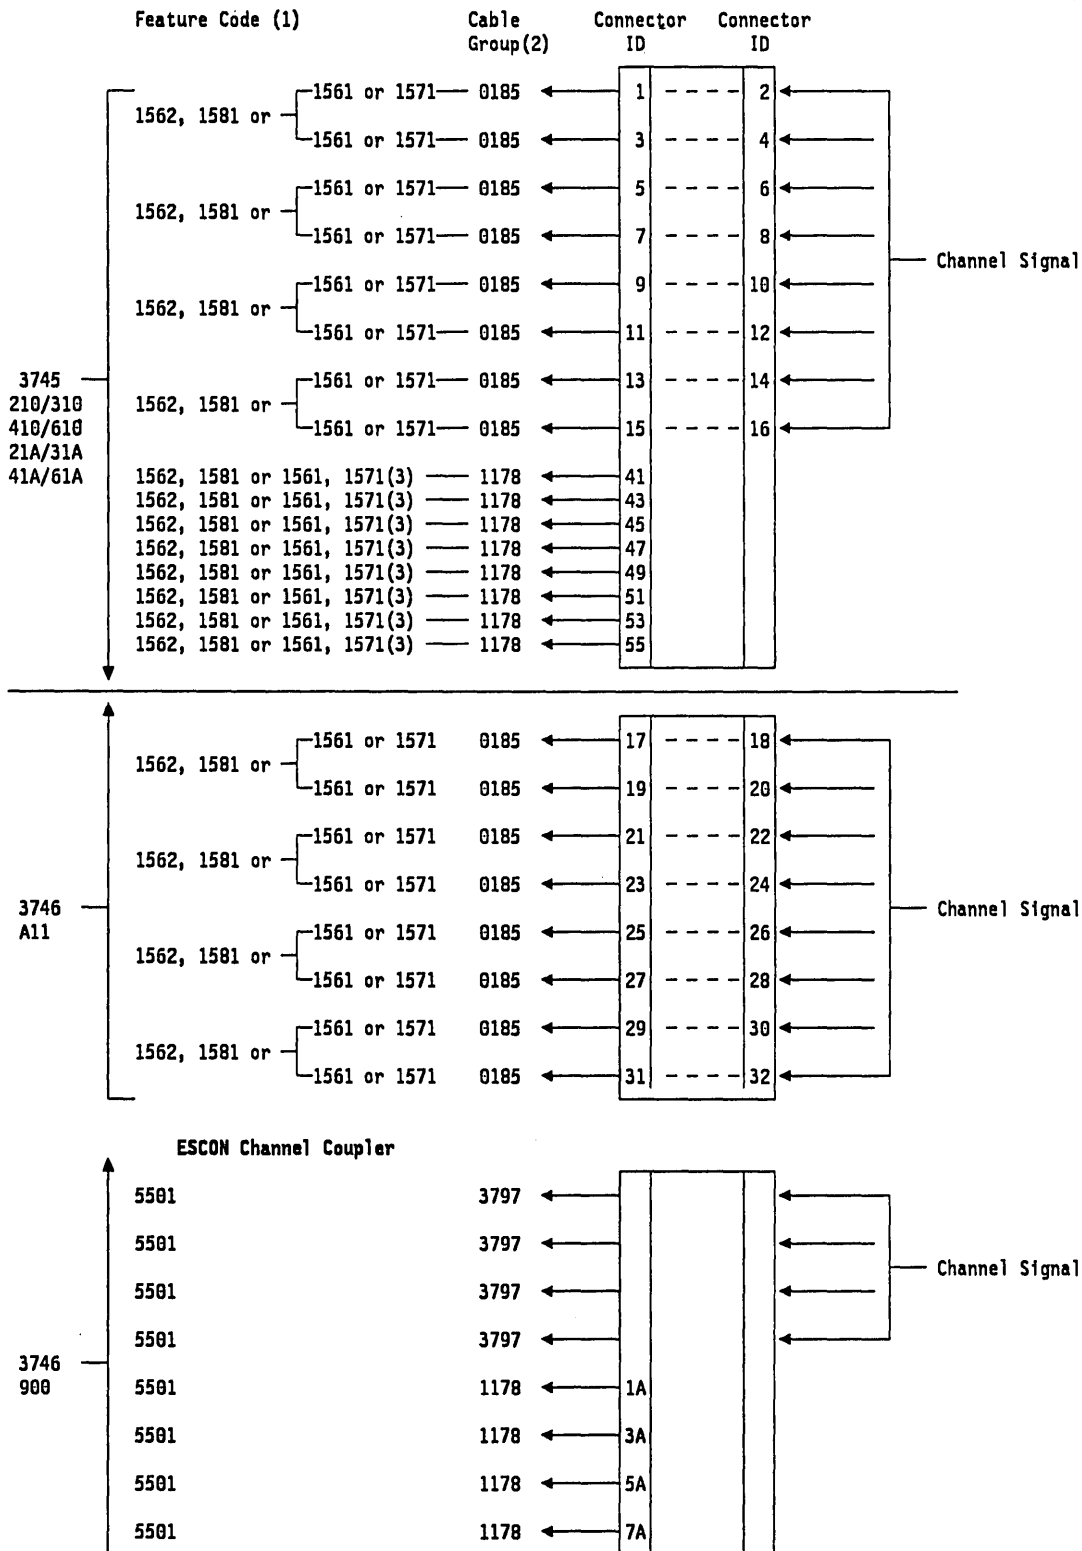 Feature Code (1) Cable Connector Connector
Group(2) ID ID
1561 or 1571 0185 1 2
1562, 1581 or
1561 or 1571 0185 3 4
1561 or 1571 0185 5 6
1562, 1581 or
1561 or 1571 0185 7 8
Channel Signal
1561 or 1571 0185 9 10
1562, 1581 or
1561 or 1571 0185 11 12
3745
210/310
410/610
21A/31A
41A/61A
1561 or 1571 0185 13 14
1562, 1581 or
1561 or 1571 0185 15 16
1562, 1581 or 1561, 1571(3) 1178 41
1562, 1581 or 1561, 1571(3) 1178 43
1562, 1581 or 1561, 1571(3) 1178 45
1562, 1581 or 1561, 1571(3) 1178 47
1562, 1581 or 1561, 1571(3) 1178 49
1562, 1581 or 1561, 1571(3) 1178 51
1562, 1581 or 1561, 1571(3) 1178 53
1562, 1581 or 1561, 1571(3) 1178 55
1561 or 1571 0185 17 18
1562, 1581 or
1561 or 1571 0185 19 20
1561 or 1571 0185 21 22
1562, 1581 or
1561 or 1571 0185 23 24
3746
A11
Channel Signal
1561 or 1571 0185 25 26
1562, 1581 or
1561 or 1571 0185 27 28
1561 or 1571 0185 29 30
1562, 1581 or
1561 or 1571 0185 31 32
ESCON Channel Coupler
5501 3797
5501 3797
Channel Signal
5501 3797
5501 3797
3746
900
5501 1178 1A
5501 1178 3A
5501 1178 5A
5501 1178 7A